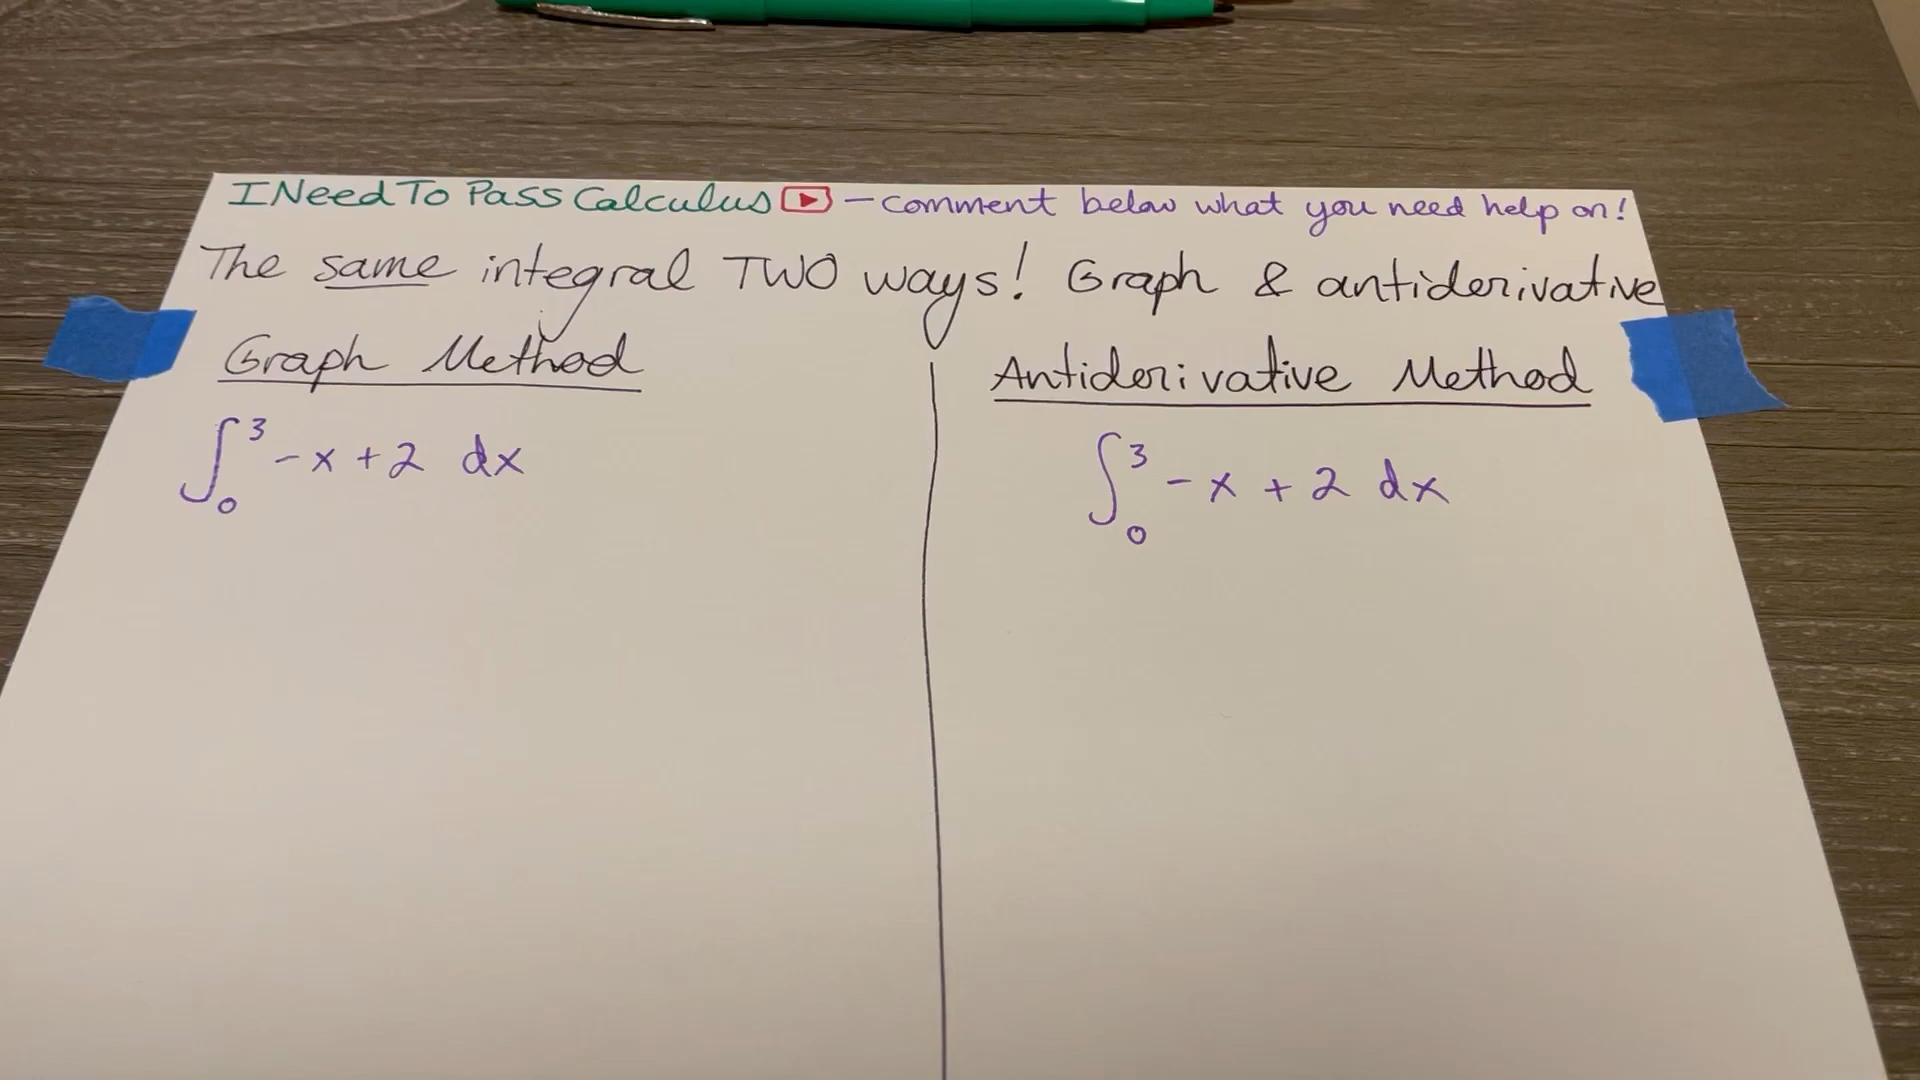 INeedToPassCalculus – comment below what you need help on!
The same integral TWO ways! Graph & antiderivative
Graph Method
∫₀³ -x + 2 dx
Antiderivative Method
∫₀³ -x + 2 dx